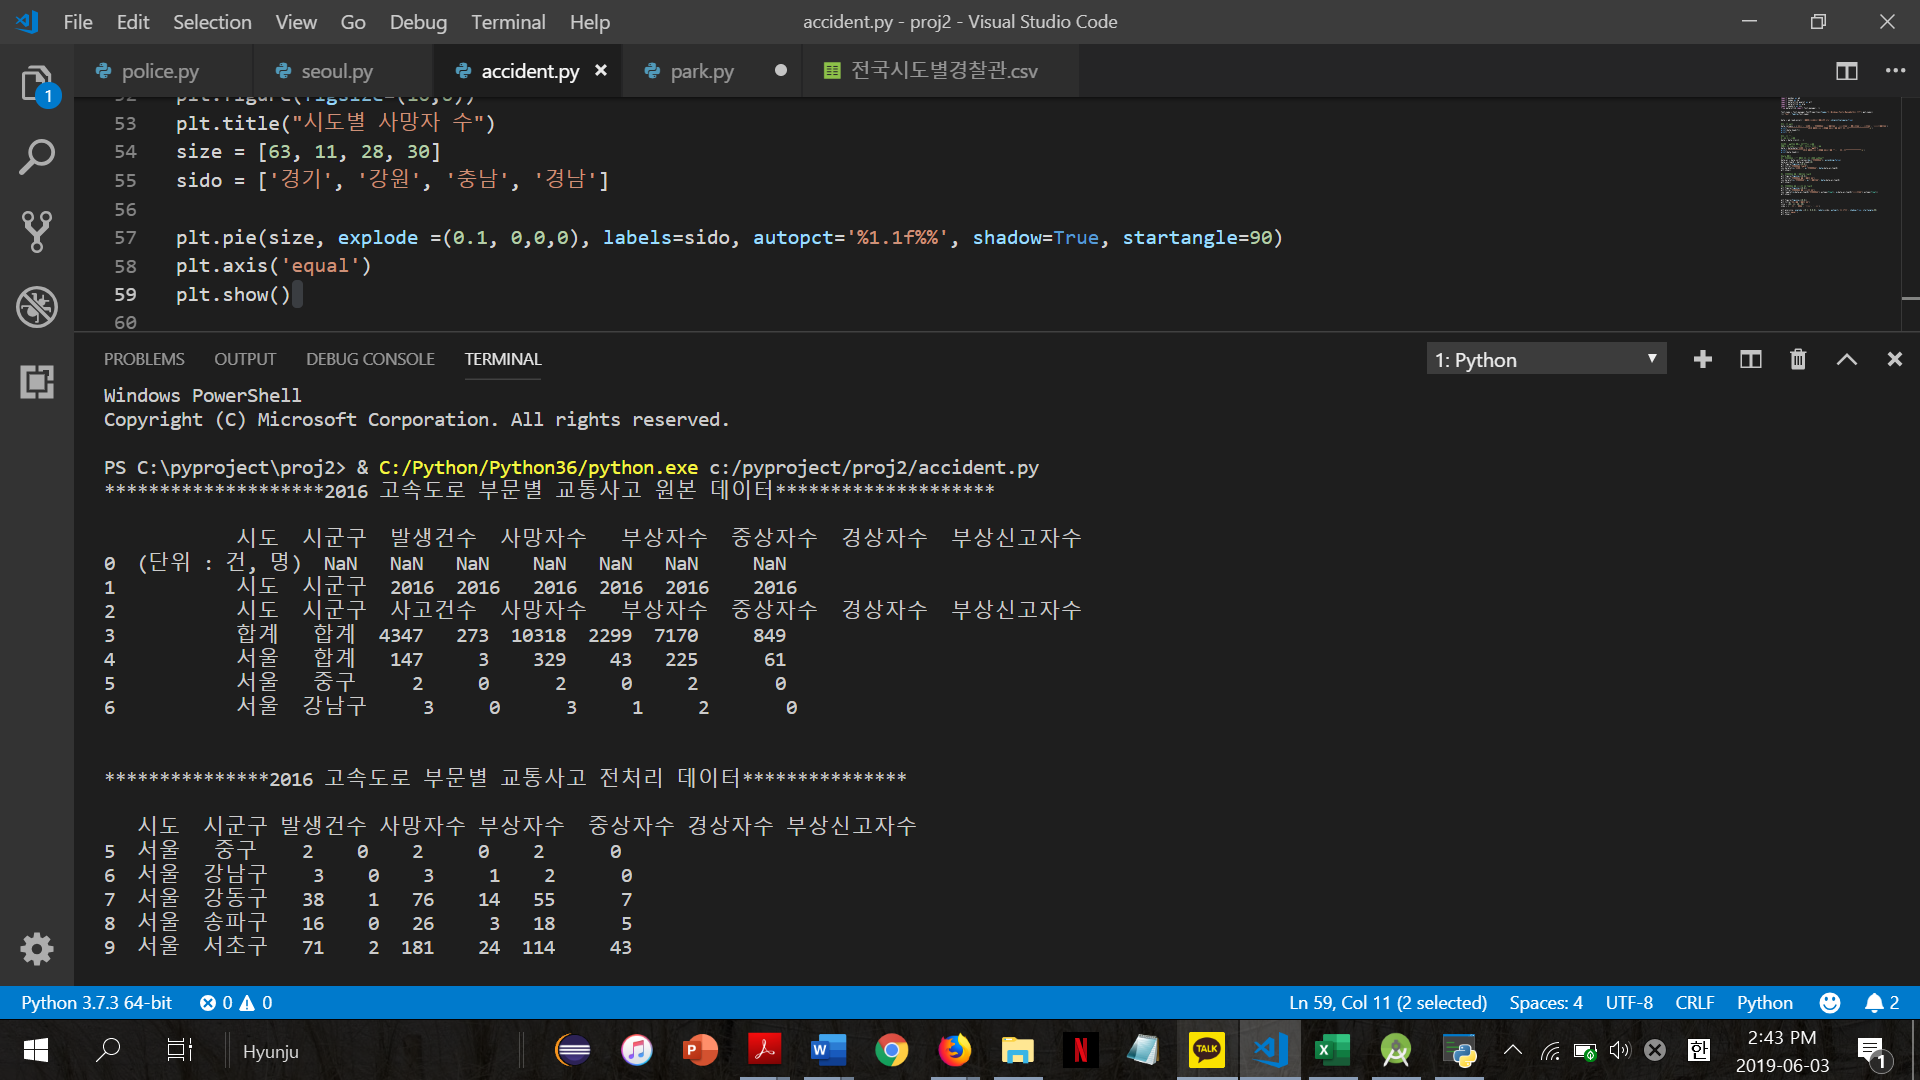 File Edit Selection View Go Debug Terminal Help
accident.py - proj2 - Visual Studio Code
police.py seoul.py accident.py park.py 전국시도별경찰관.csv
1
52 plt.figure(figsize=(10,6))
53 plt.title("시도별 사망자 수")
54 size = [63, 11, 28, 30]
55 sido = ['경기', '강원', '충남', '경남']
56
57 plt.pie(size, explode =(0.1, 0,0,0), labels=sido, autopct='%1.1f%%', shadow=True, startangle=90)
58 plt.axis('equal')
59 plt.show()
60
PROBLEMS OUTPUT DEBUG CONSOLE TERMINAL 1: Python
Windows PowerShell
Copyright (C) Microsoft Corporation. All rights reserved.
PS C:\pyproject\proj2> & C:/Python/Python36/python.exe c:/pyproject/proj2/accident.py
********************2016 고속도로 부문별 교통사고 원본 데이터********************
시도 시군구 발생건수 사망자수 부상자수 중상자수 경상자수 부상신고자수
0 (단위 : 건, 명) NaN NaN NaN NaN NaN NaN NaN
1 시도 시군구 2016 2016 2016 2016 2016 2016
2 시도 시군구 사고건수 사망자수 부상자수 중상자수 경상자수 부상신고자수
3 합계 합계 4347 273 10318 2299 7170 849
4 서울 합계 147 3 329 43 225 61
5 서울 중구 2 0 2 0 2 0
6 서울 강남구 3 0 3 1 2 0
***************2016 고속도로 부문별 교통사고 전처리 데이터***************
시도 시군구 발생건수 사망자수 부상자수 중상자수 경상자수 부상신고자수
5 서울 중구 2 0 2 0 2 0
6 서울 강남구 3 0 3 1 2 0
7 서울 강동구 38 1 76 14 55 7
8 서울 송파구 16 0 26 3 18 5
9 서울 서초구 71 2 181 24 114 43
Python 3.7.3 64-bit 0 0 Ln 59, Col 11 (2 selected) Spaces: 4 UTF-8 CRLF Python 2
Hyunju
P W N TALK X 한
2:43 PM
2019-06-03
1